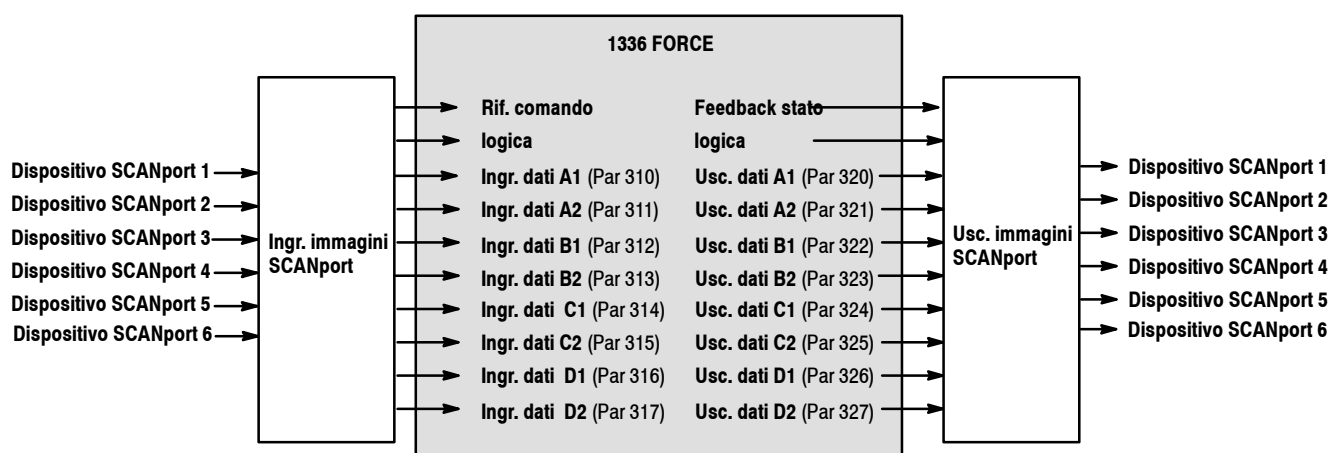 1336 FORCE
Rif. comando
logica
Feedback stato
logica
Dispositivo SCANport 1
Dispositivo SCANport 2
Dispositivo SCANport 3
Dispositivo SCANport 4
Dispositivo SCANport 5
Dispositivo SCANport 6
Ingr. immagini
SCANport
Ingr. dati A1 (Par 310)
Ingr. dati A2 (Par 311)
Ingr. dati B1 (Par 312)
Ingr. dati B2 (Par 313)
Ingr. dati C1 (Par 314)
Ingr. dati C2 (Par 315)
Ingr. dati D1 (Par 316)
Ingr. dati D2 (Par 317)
Usc. dati A1 (Par 320)
Usc. dati A2 (Par 321)
Usc. dati B1 (Par 322)
Usc. dati B2 (Par 323)
Usc. dati C1 (Par 324)
Usc. dati C2 (Par 325)
Usc. dati D1 (Par 326)
Usc. dati D2 (Par 327)
Usc. immagini
SCANport
Dispositivo SCANport 1
Dispositivo SCANport 2
Dispositivo SCANport 3
Dispositivo SCANport 4
Dispositivo SCANport 5
Dispositivo SCANport 6